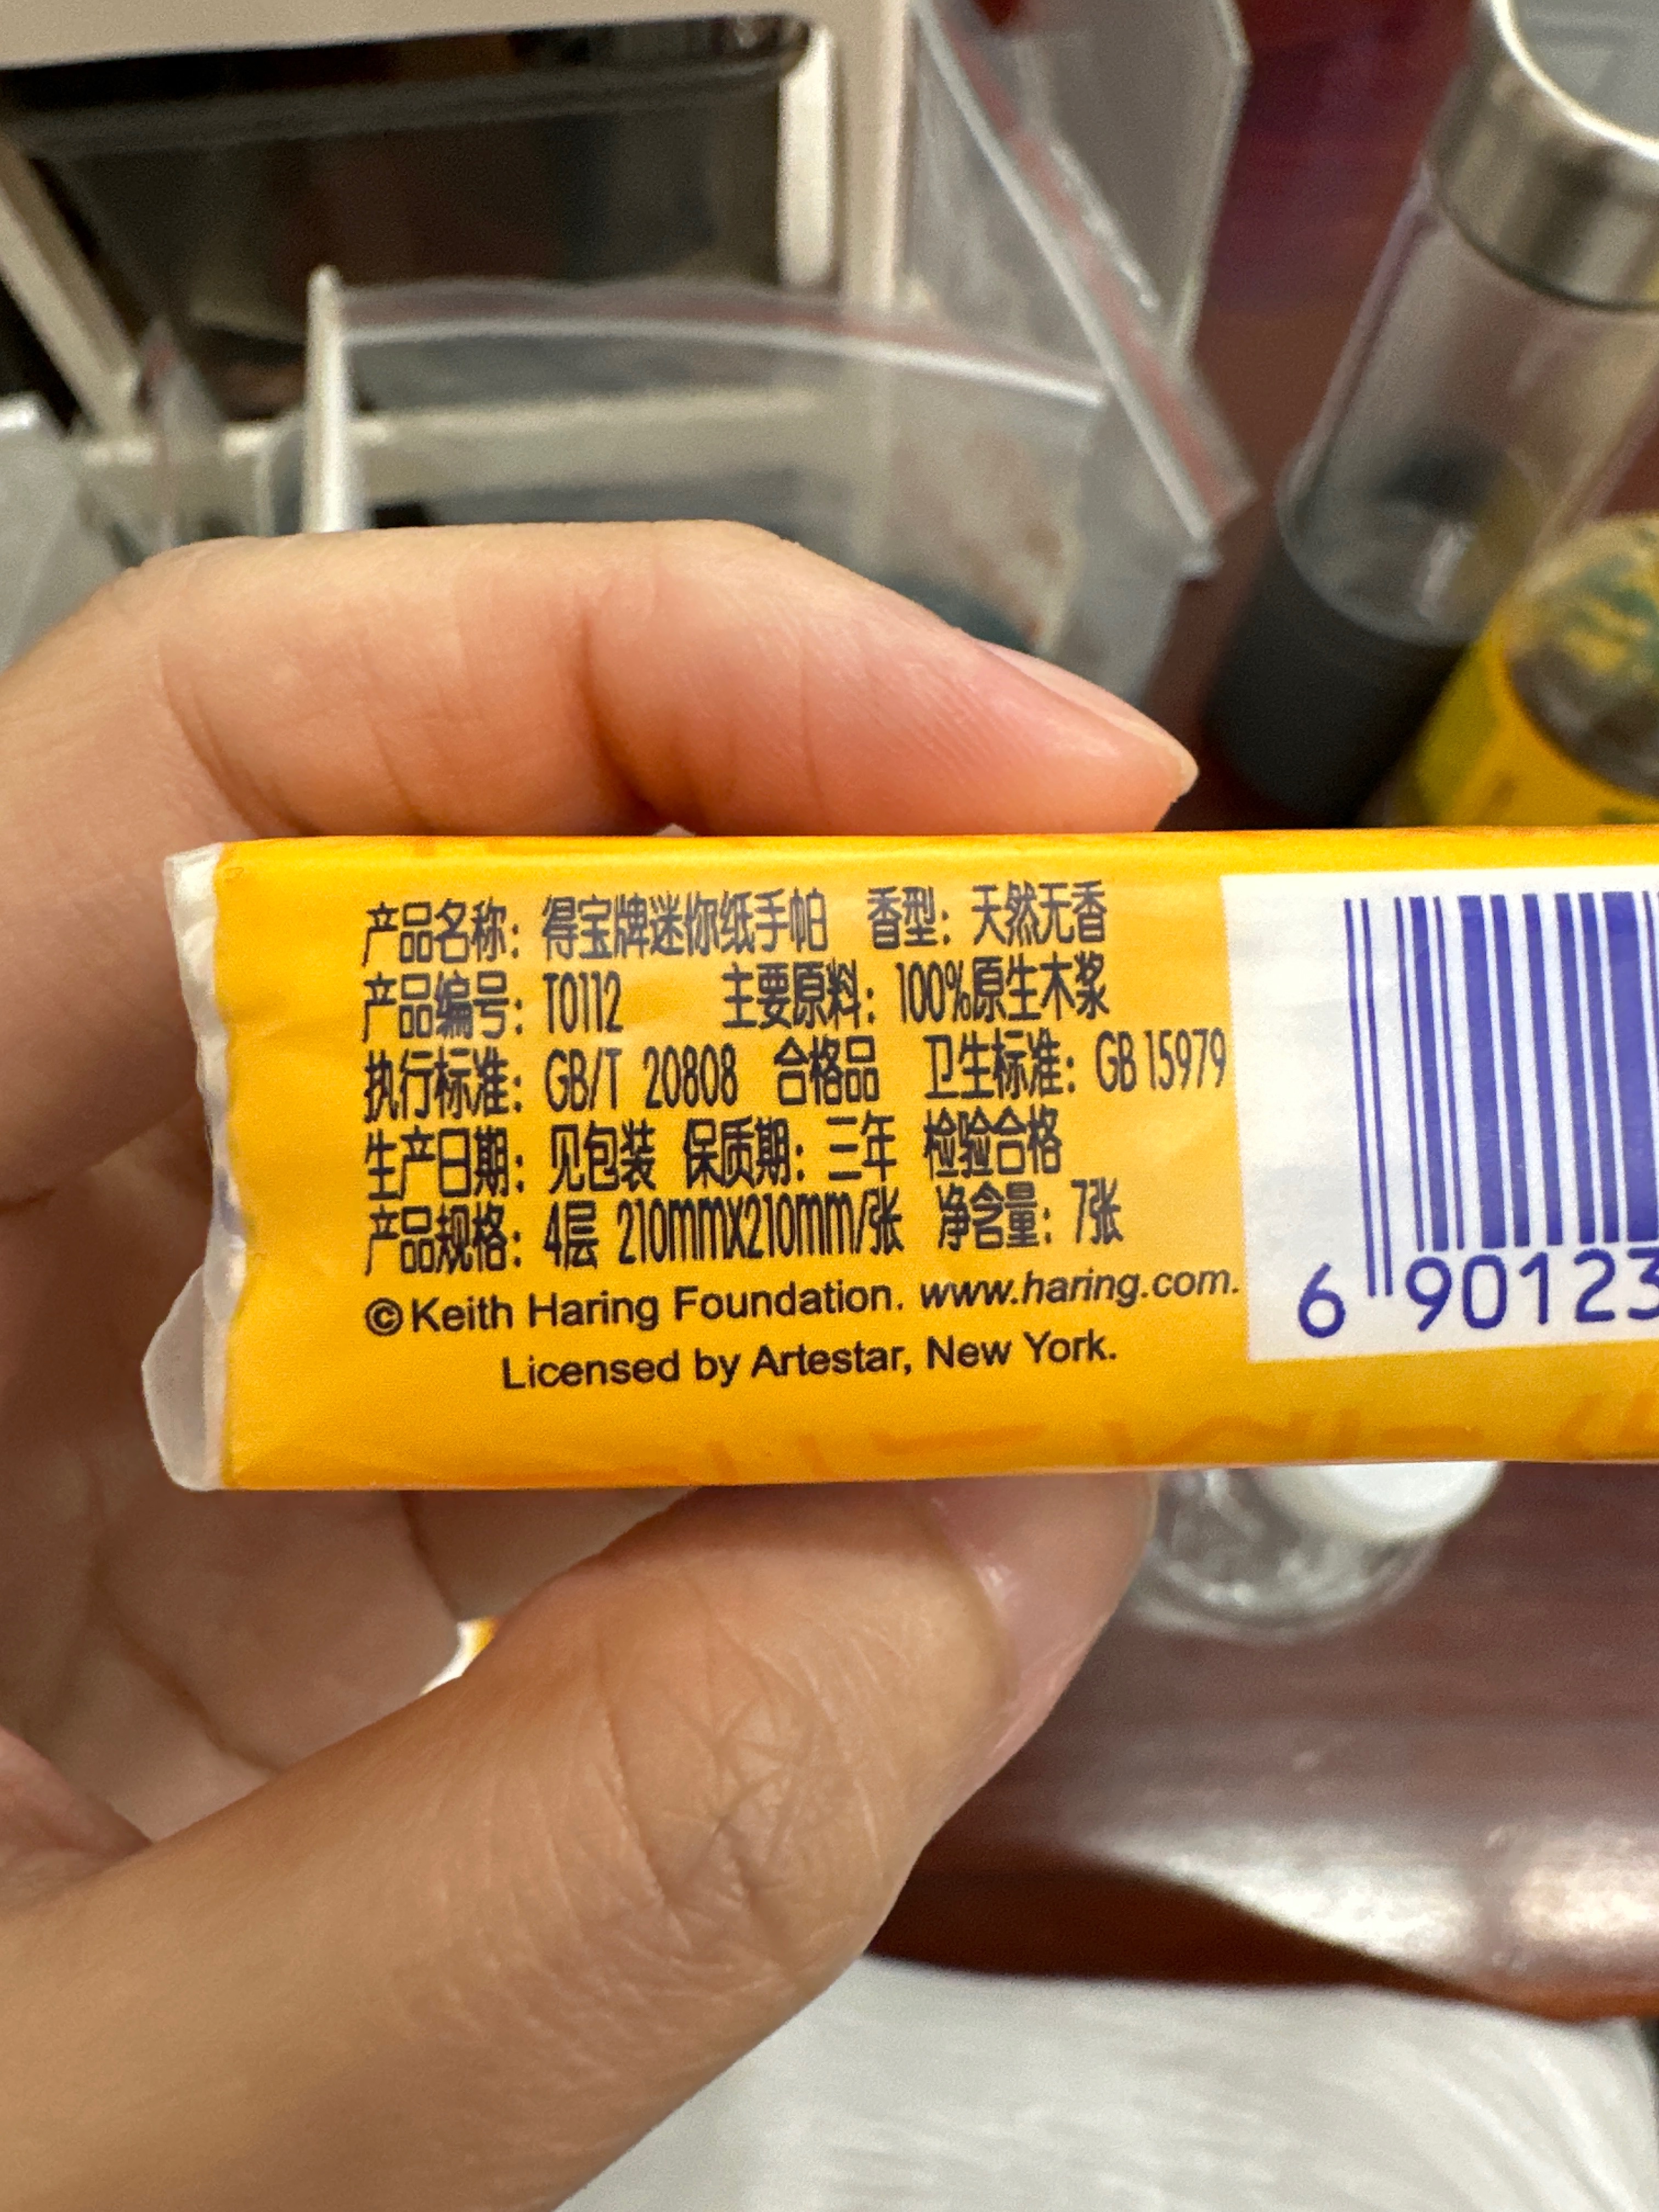 产品名称：得宝牌迷你纸手帕 香型：天然无香
产品编号：T0112 主要原料：100%原生木浆
执行标准：GB/T 20808 合格品 卫生标准：GB 15979
生产日期：见包装 保质期：三年 检验合格
产品规格：4层 210mmX210mm/张 净含量：7张
©Keith Haring Foundation. www.haring.com.
Licensed by Artestar, New York.
6 90123